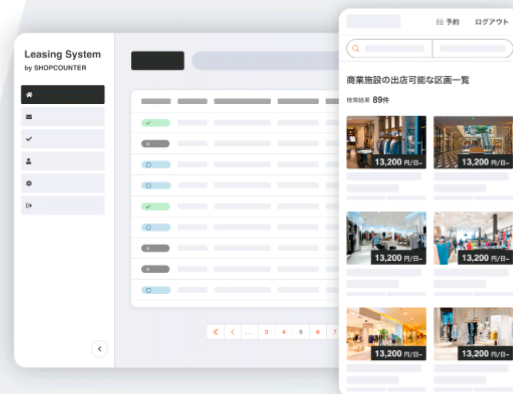 Leasing System
by SHOPCOUNTER
... 3 4 5 6 7
予約 ログアウト
商業施設の出店可能な区画一覧
検索結果 89件
13,200 円/日~
13,200 円/日~
13,200 円/日~
13,200 円/日~
13,200 円/日~
13,200 円/日~